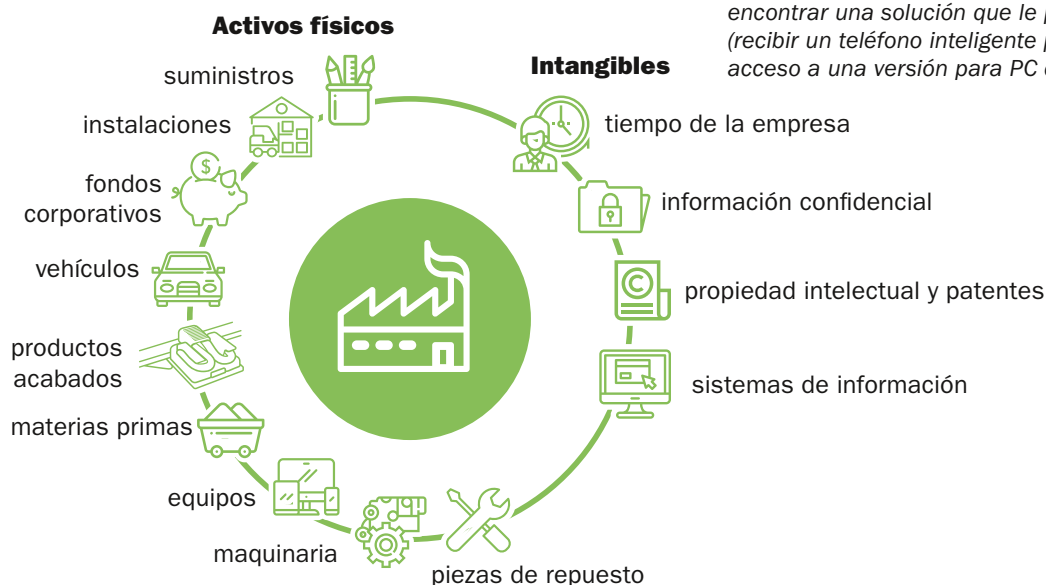 encontrar una solución que le
(recibir un teléfono inteligente
acceso a una versión para PC
Activos físicos
suministros
instalaciones
fondos
corporativos
vehículos
productos
acabados
materias primas
equipos
maquinaria
piezas de repuesto
Intangibles
tiempo de la empresa
información confidencial
propiedad intelectual y patentes
sistemas de información
$
C